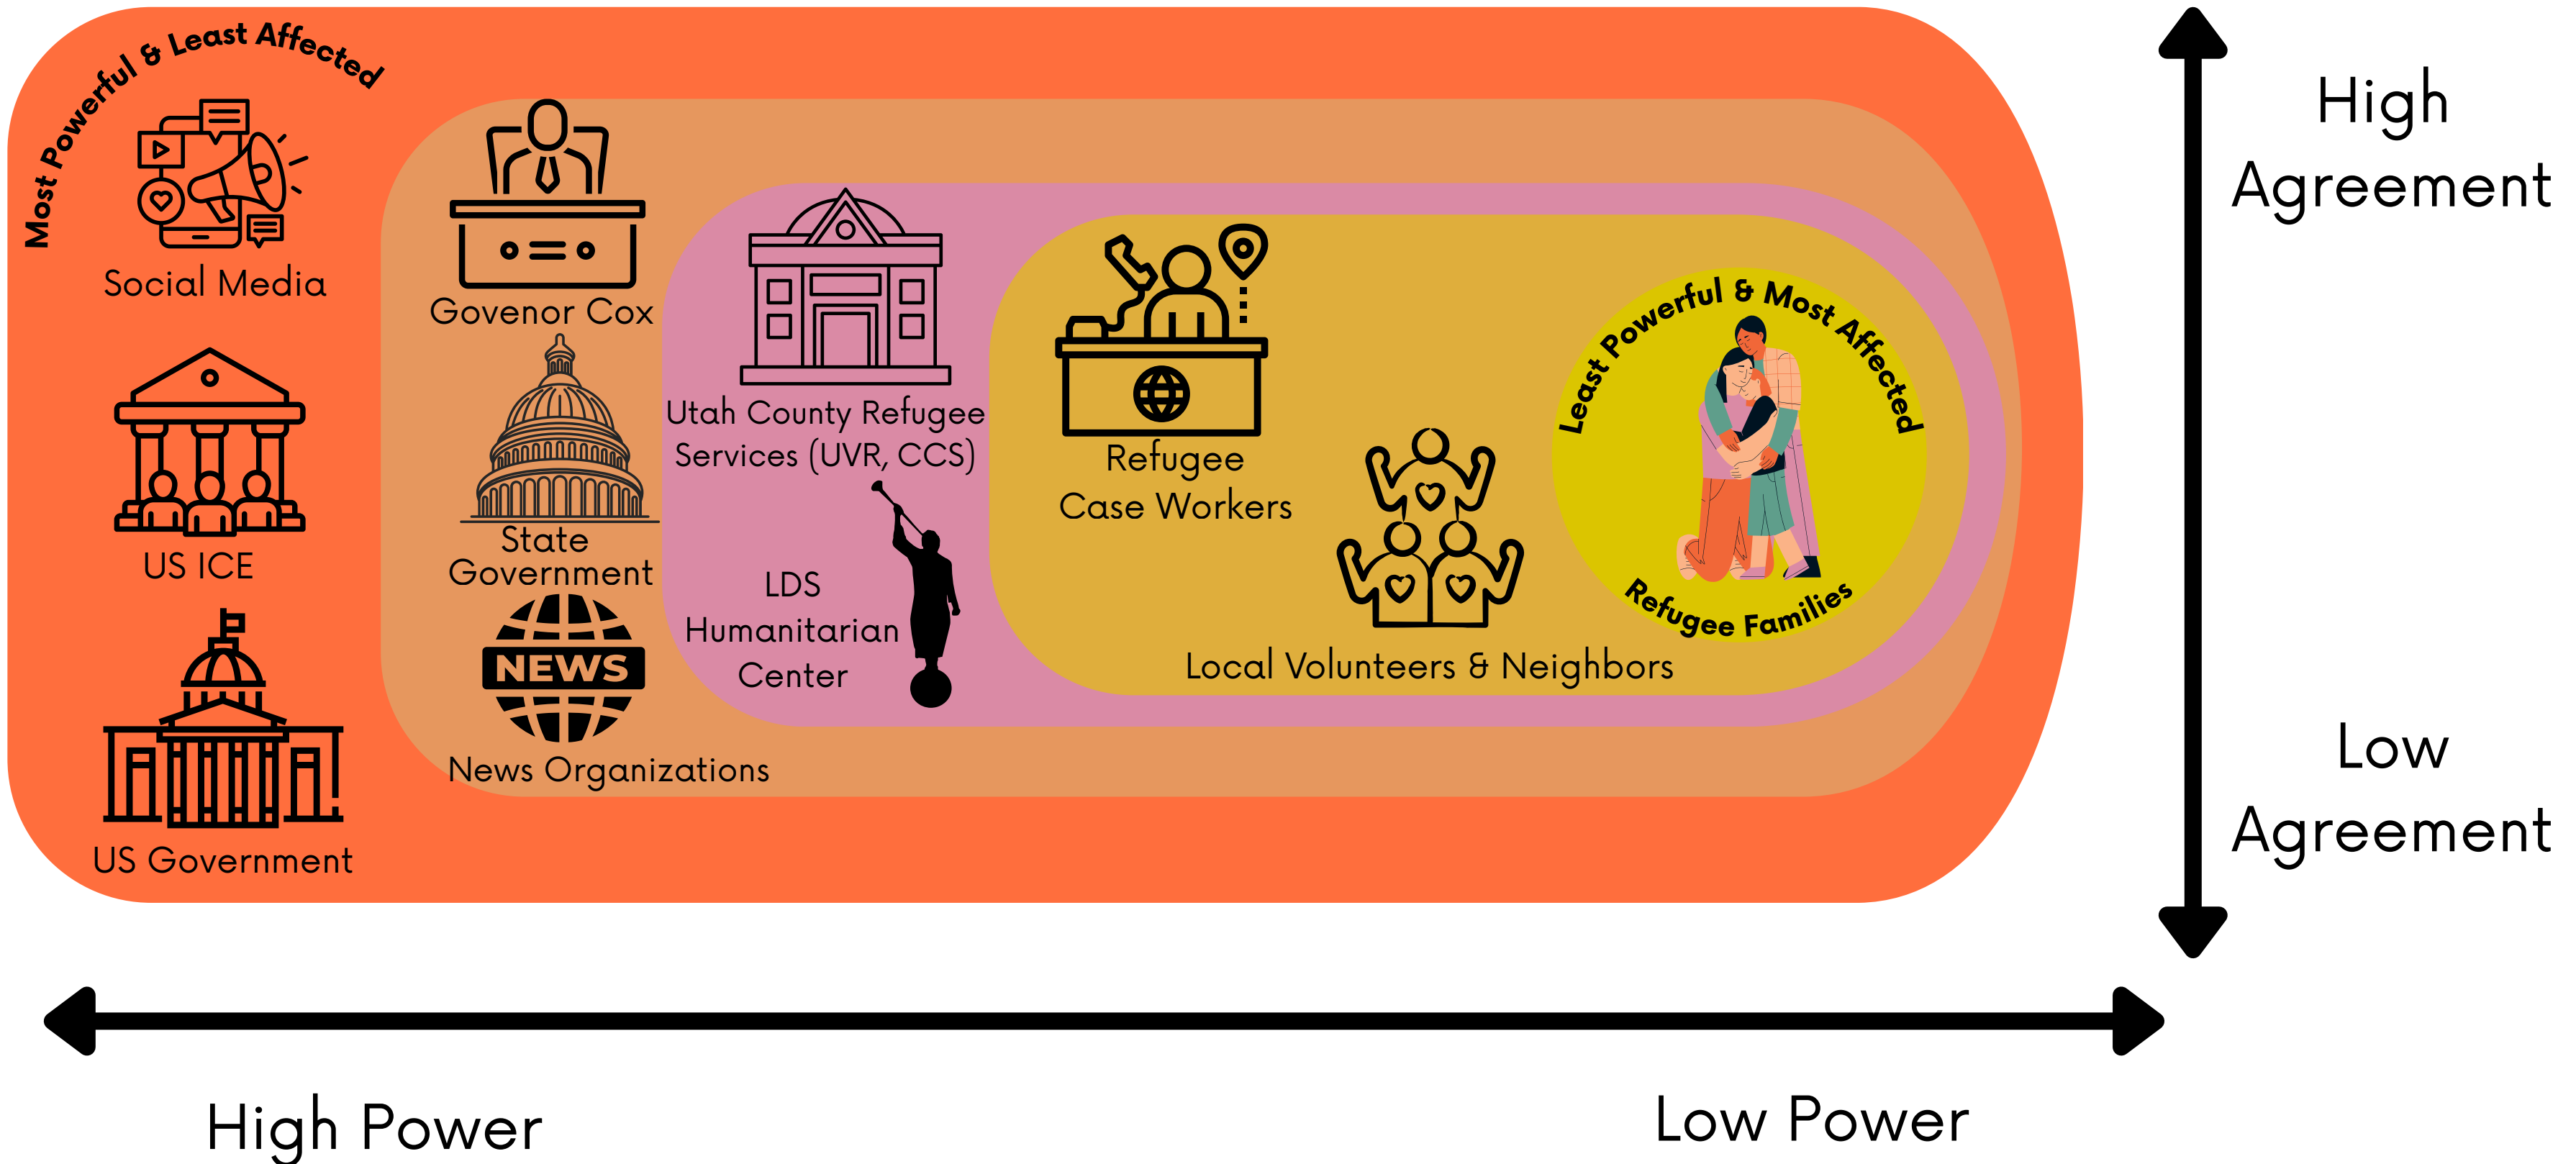 Most Powerful & Least Affected
Social Media
US ICE
US Government
Govenor Cox
State
Government
NEWS
News Organizations
Utah County Refugee
Services (UVR, CCS)
LDS
Humanitarian
Center
Refugee
Case Workers
Local Volunteers & Neighbors
Least Powerful & Most Affected
Refugee Families
High
Agreement
Low
Agreement
High Power
Low Power